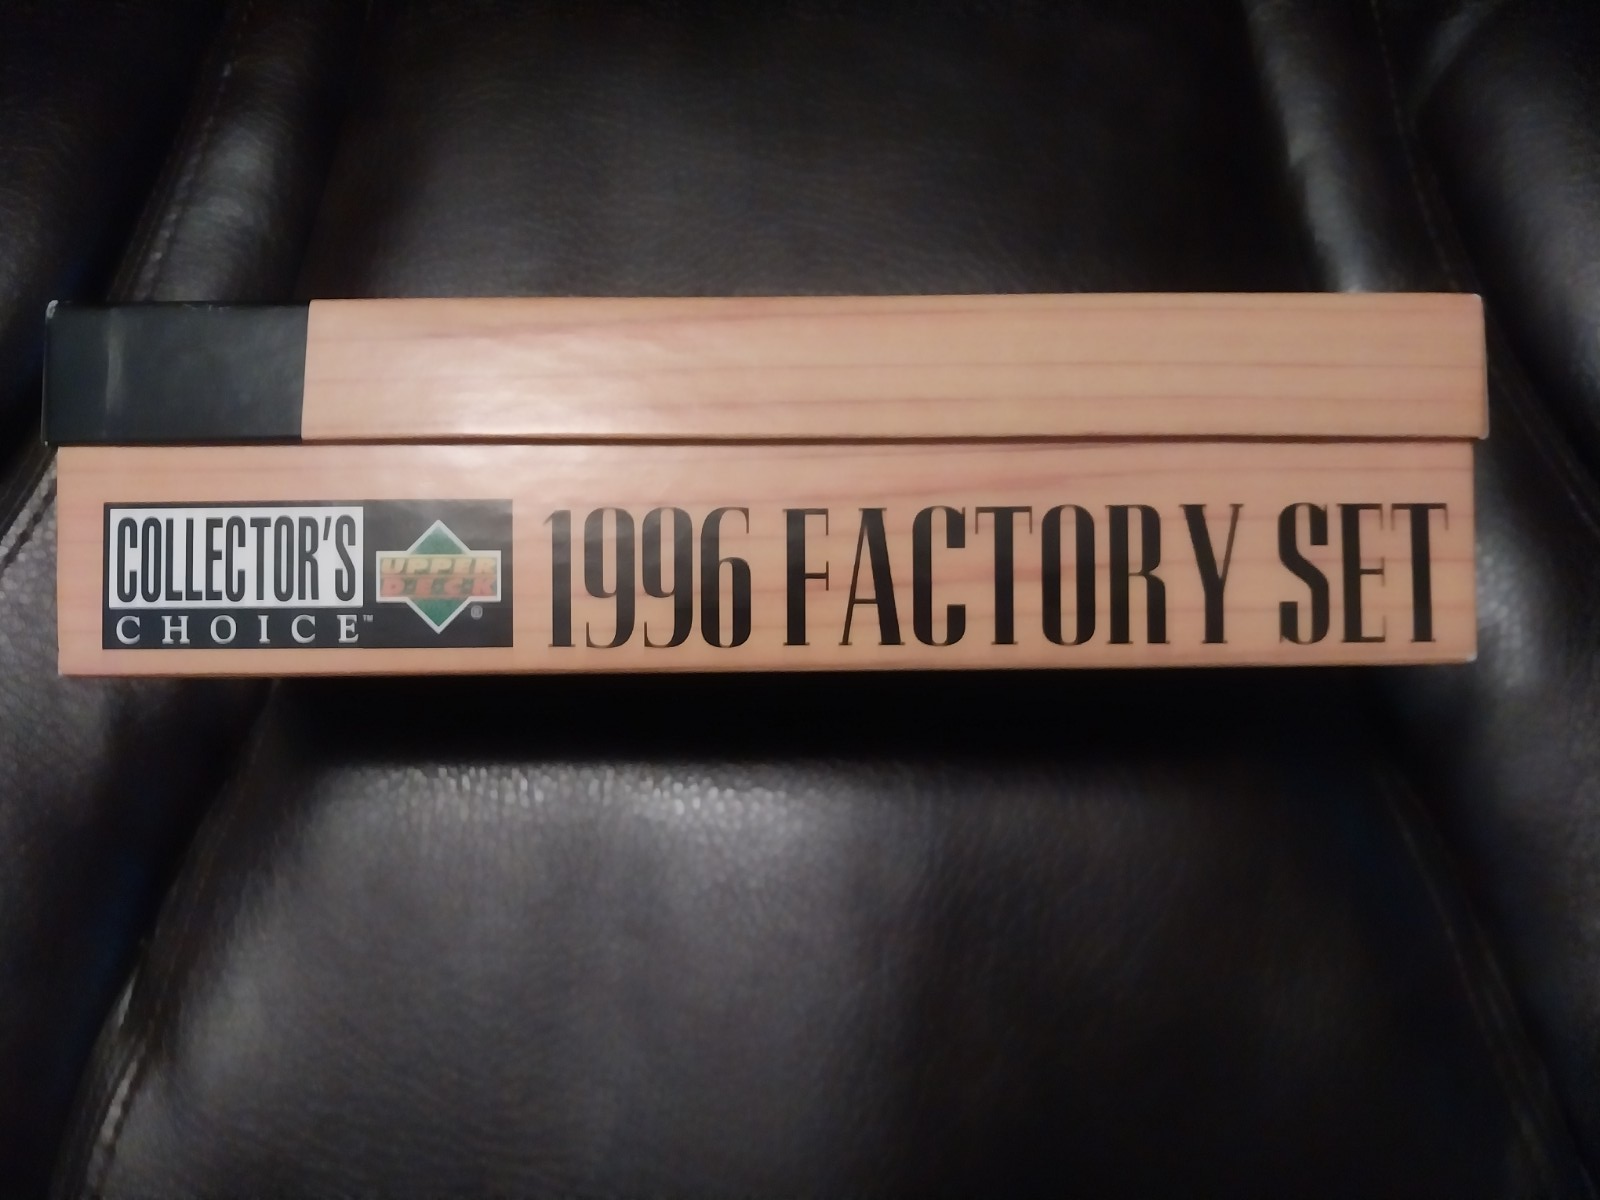 COLLECTOR'S
CHOICE™
UPPER
DECK
®
1996 FACTORY SET